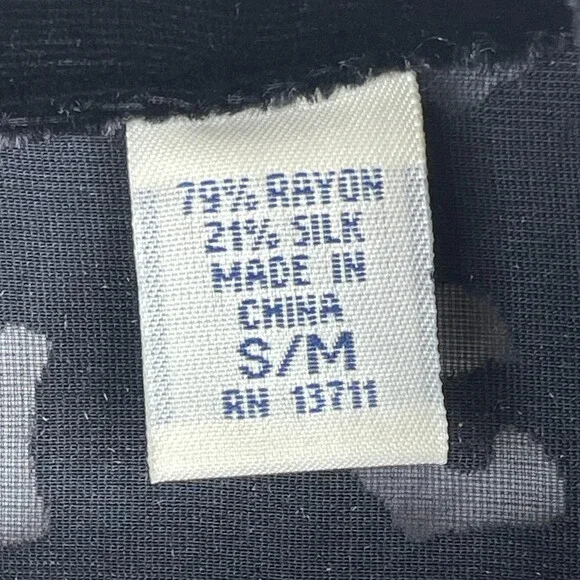 79% RAYON
21% SILK
MADE IN
CHINA
S/M
RN 13711